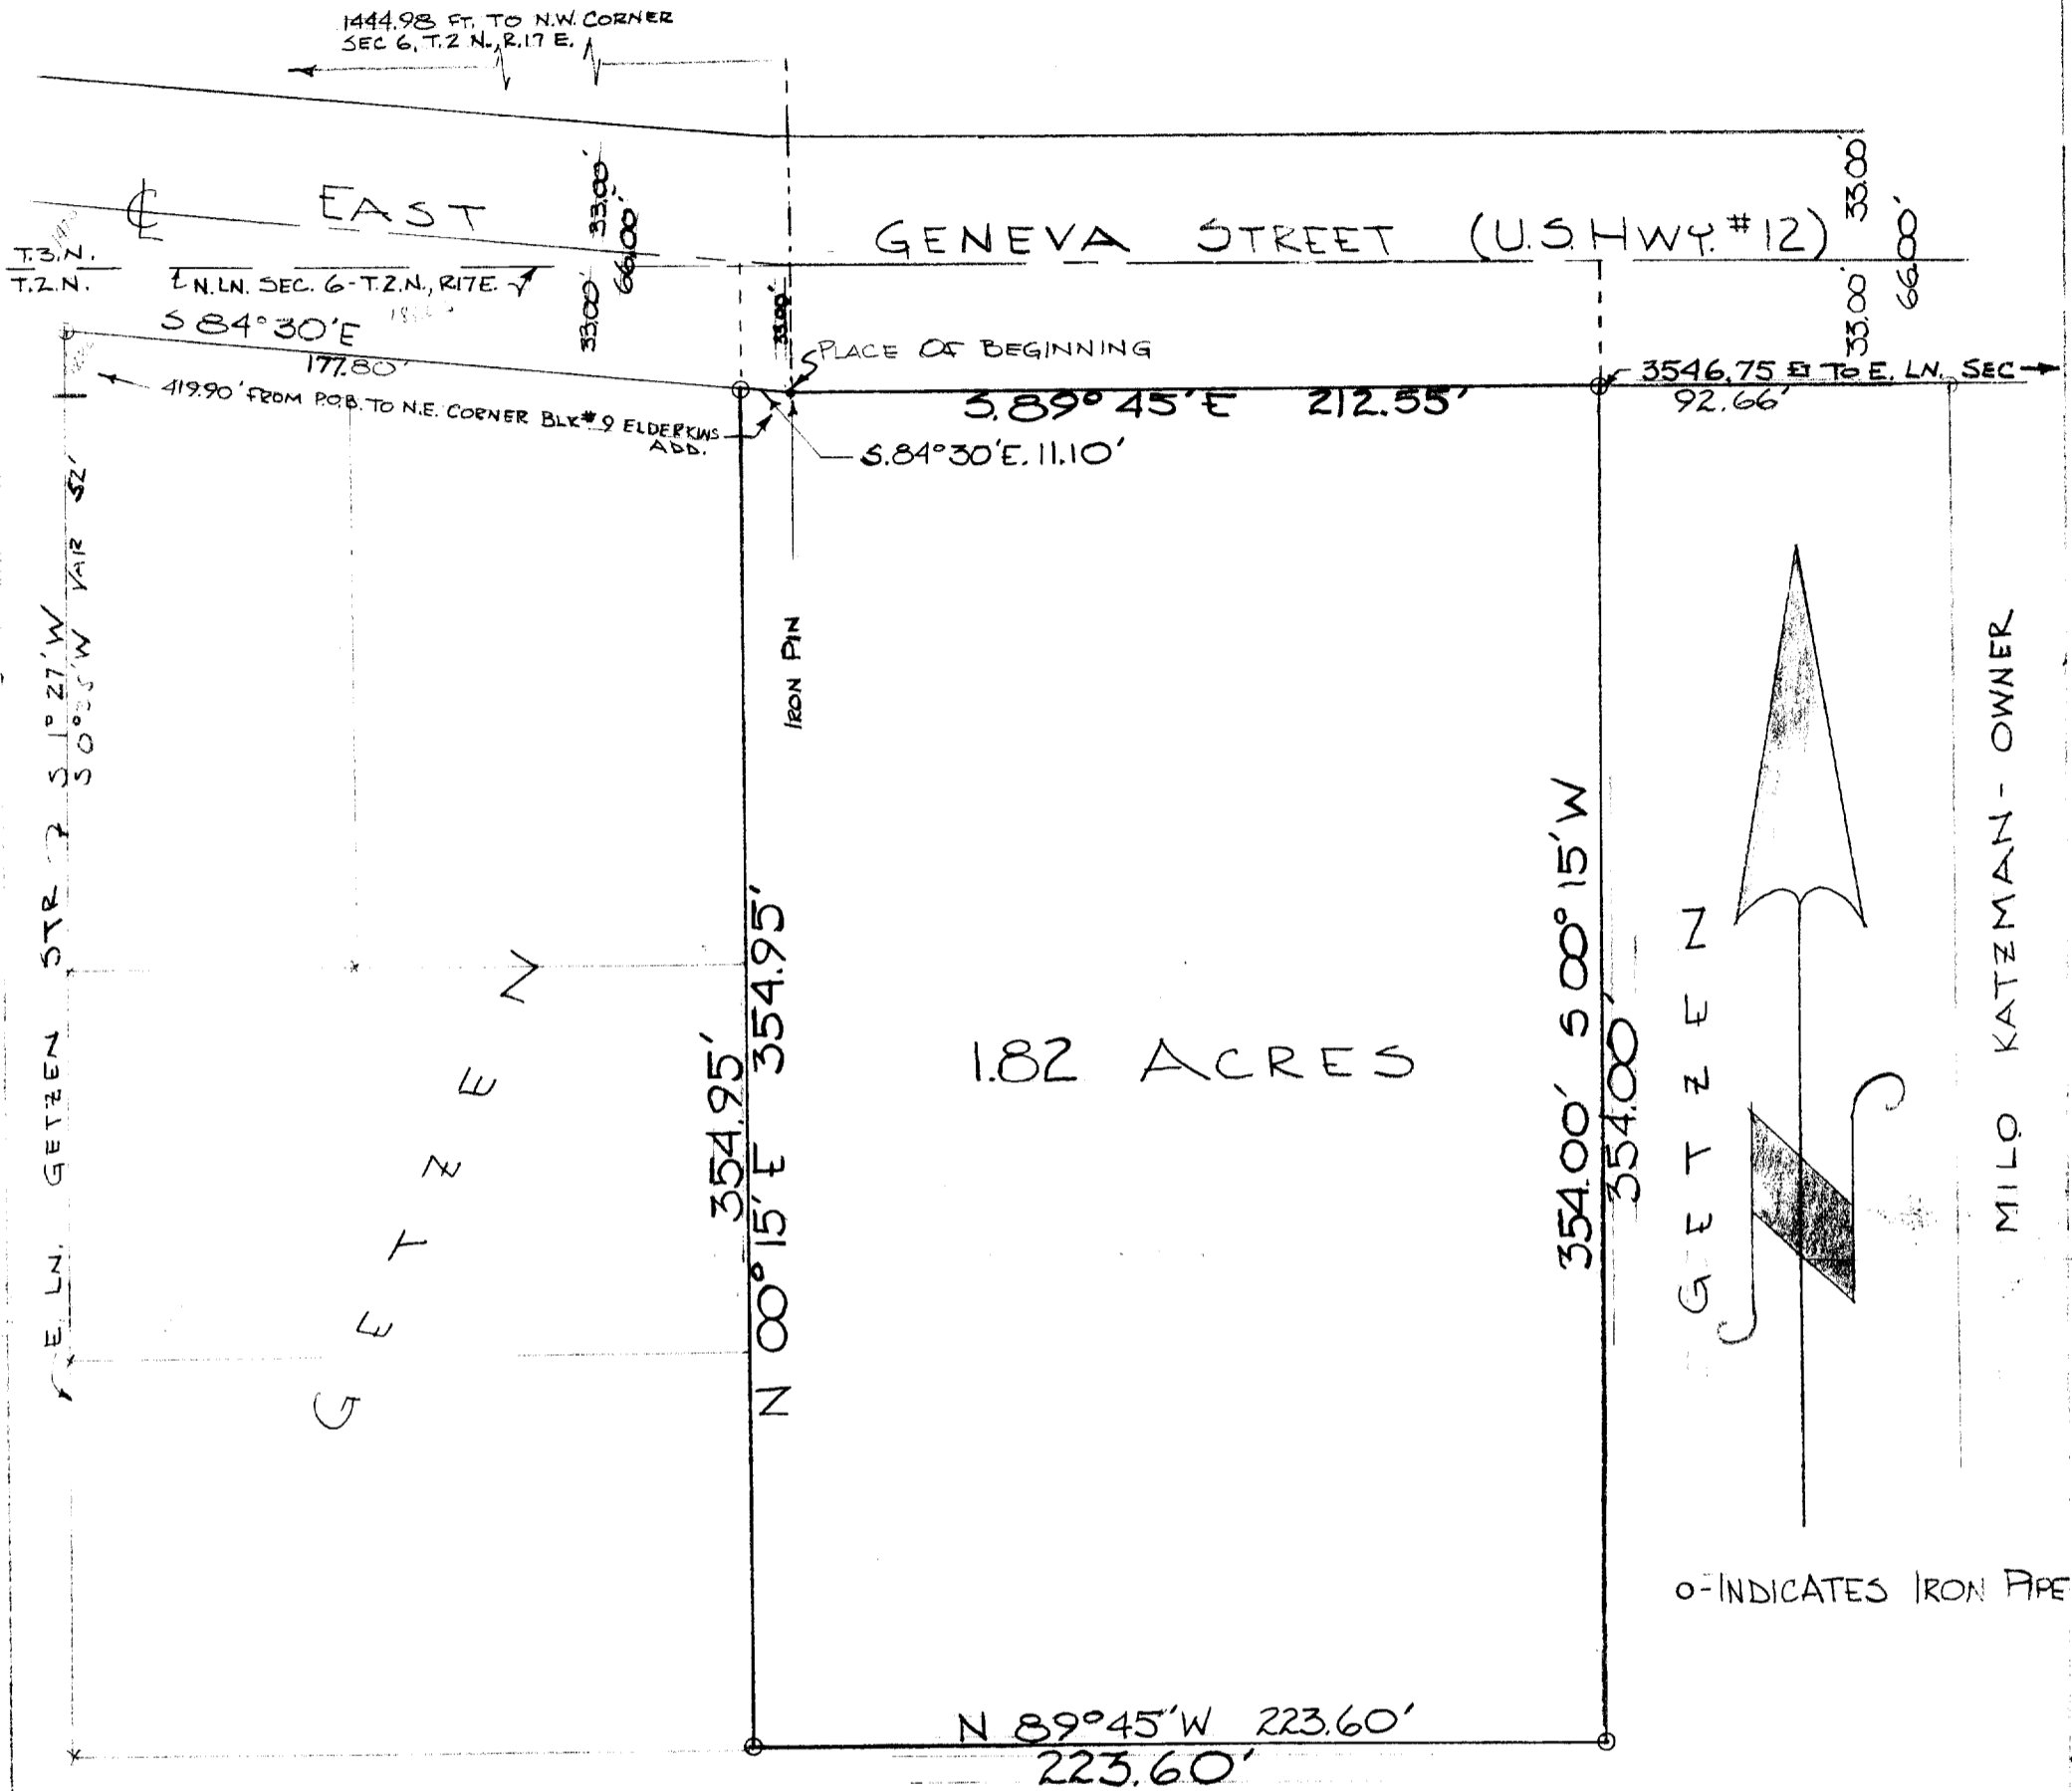 1444.98 FT. TO N.W. CORNER
SEC 6, T.2 N., R.17 E.
EAST
GENEVA STREET (U.S. HWY. #12)
33.00'
66.00'
33.00'
33.00'
33.00'
66.00'
33.00'
T.3.N.
T.2.N.
N. LN. SEC. 6-T.2.N., R17E.
S 84°30'E
177.80'
PLACE OF BEGINNING
3546.75 FT TO E. LN. SEC
92.66'
419.90' FROM P.O.B. TO N.E. CORNER BLK #9 ELDERKINS
ADD.
S.89°45'E 212.55'
S.84°30'E. 11.10'
E. LN. GETZEN STR S 1°27'W
VAR 52'
IRON PIN
GETZEN
354.95'
N 00°15'E 354.95'
1.82 ACRES
354.00' S 00°15'W
354.00'
GETZEN
N
MILO KATZMAN - OWNER
o-INDICATES IRON PIPE
N 89°45'W 223.60'
223.60'